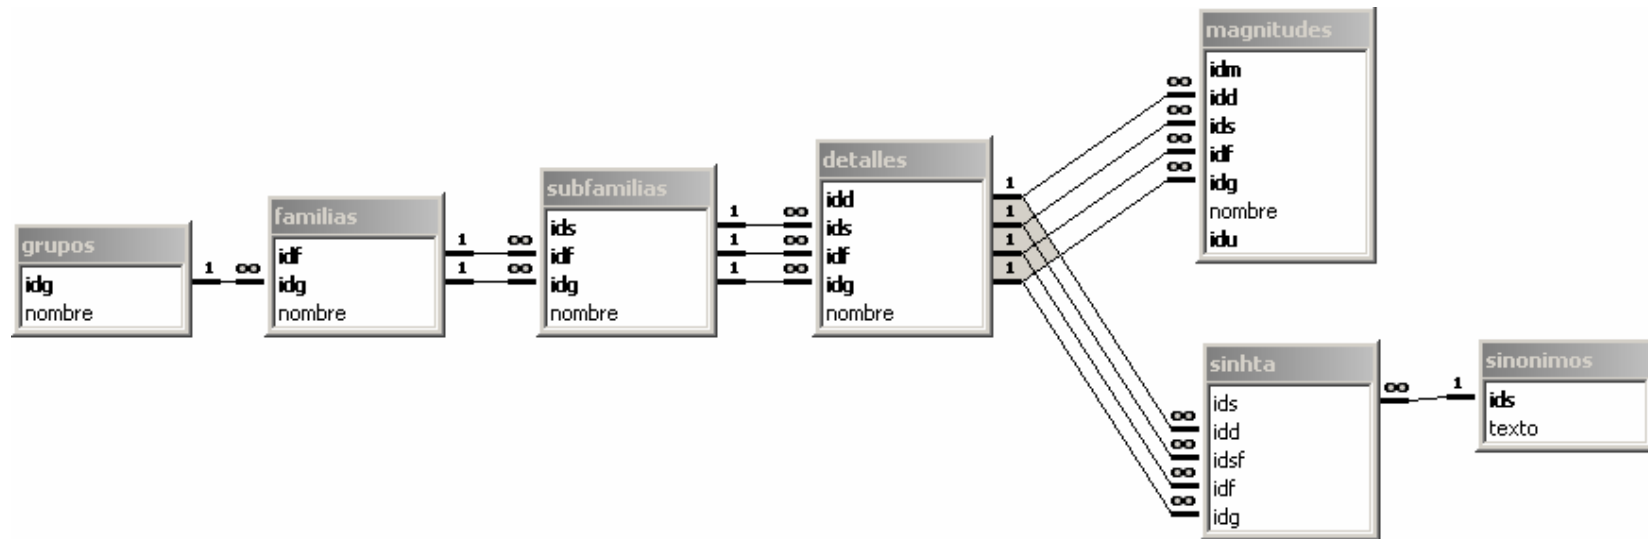 grupos
idg
nombre
1 ∞
familias
idf
idg
nombre
1 ∞
1 ∞
subfamilias
ids
idf
idg
nombre
1 ∞
1 ∞
1 ∞
detalles
idd
ids
idf
idg
nombre
1
1
1
1
∞
∞
∞
∞
magnitudes
idm
idd
ids
idf
idg
nombre
idu
∞
∞
∞
∞
sinhta
ids
idd
idsf
idf
idg
∞ 1
sinonimos
ids
texto